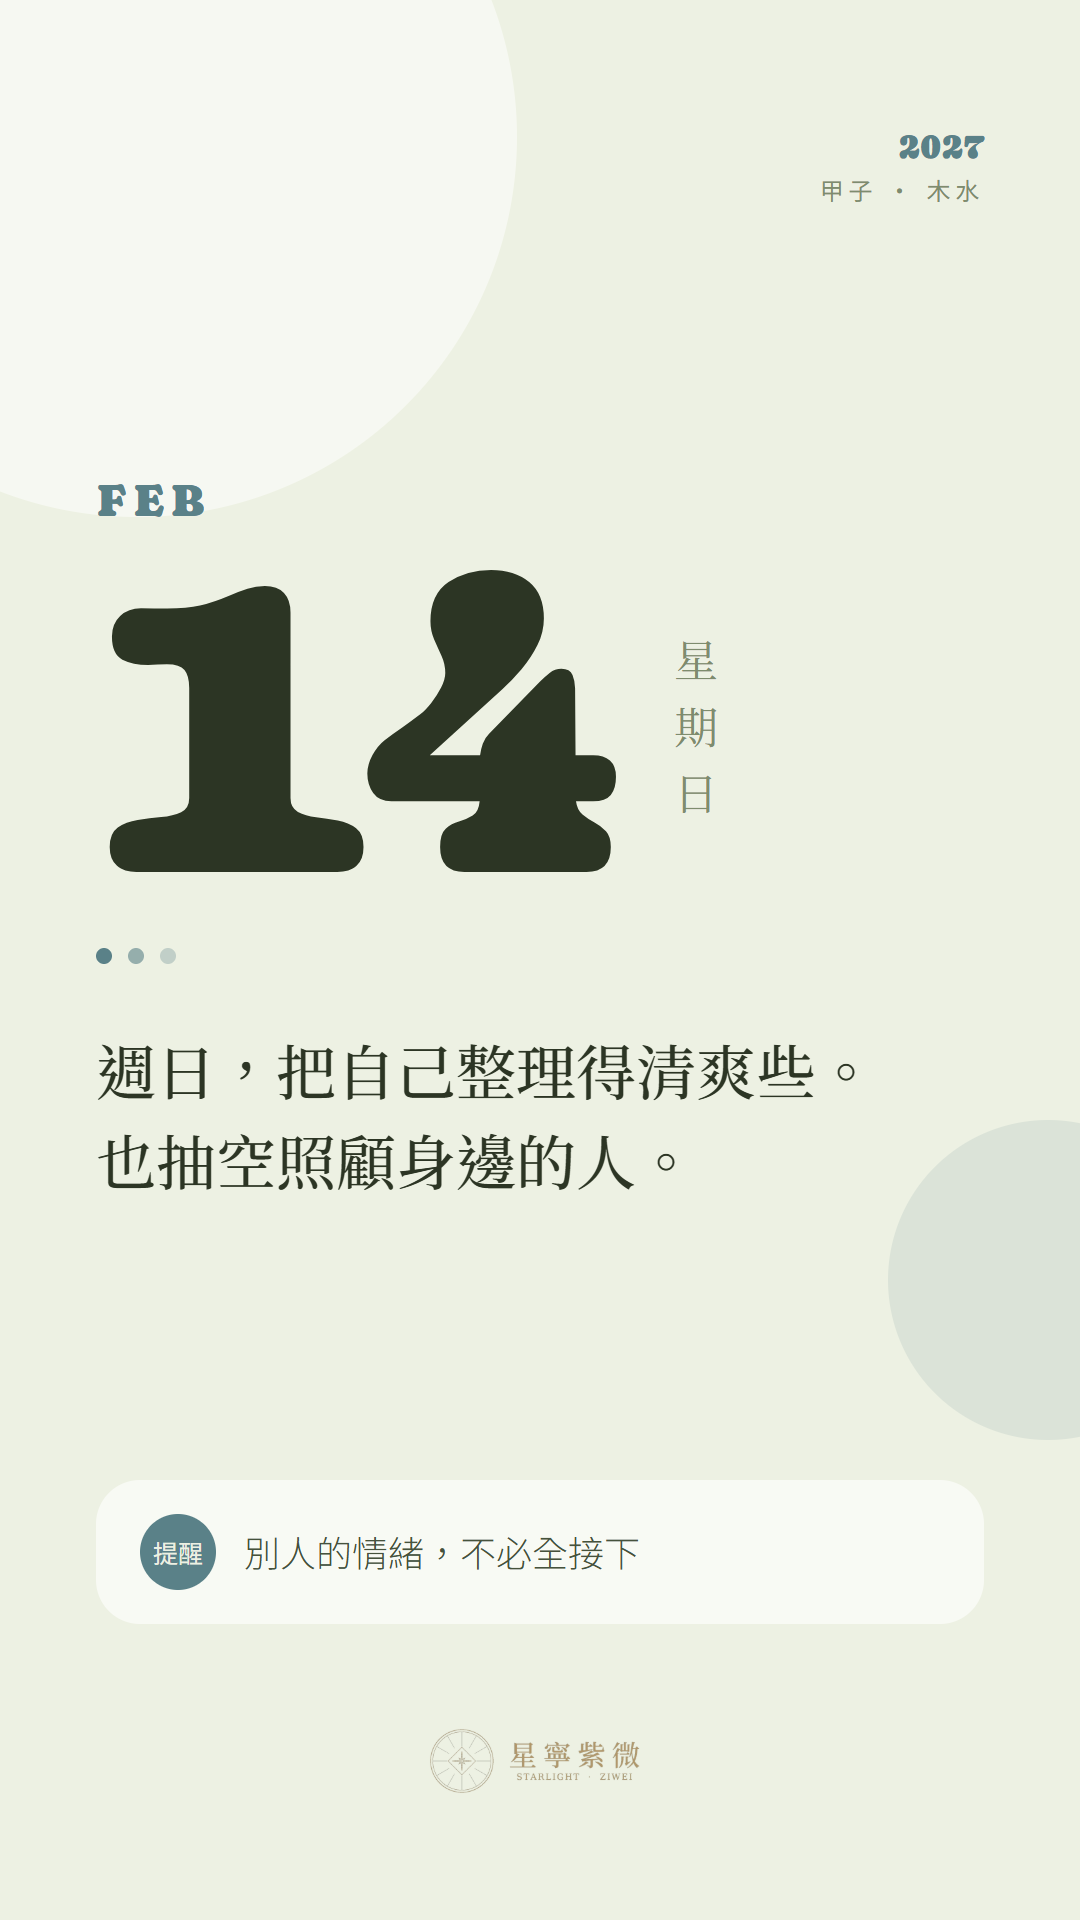 2027
甲子 • 木水
FEB
14
星期日
週日，把自己整理得清爽些。
也抽空照顧身邊的人。
提醒
別人的情緒，不必全接下
星寧紫微
STARLIGHT · ZIWEI